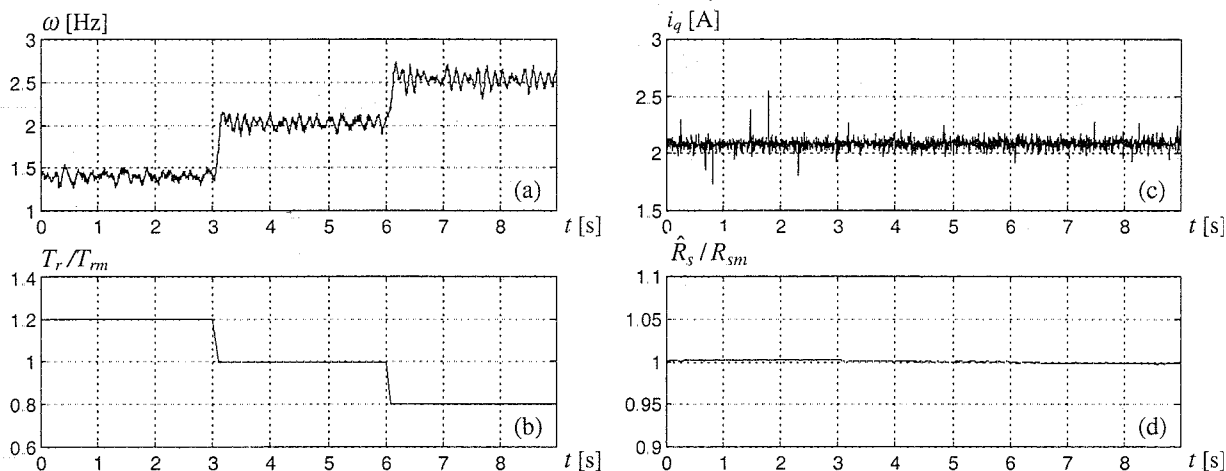 ω [Hz]
3
2.5
2
1.5
1
(a)
0 1 2 3 4 5 6 7 8 t [s]
T_r /T_rm
1.4
1.2
1
0.8
0.6
(b)
0 1 2 3 4 5 6 7 8 t [s]
i_q [A]
3
2.5
2
1.5
(c)
0 1 2 3 4 5 6 7 8 t [s]
R̂_s / R_sm
1.1
1.05
1
0.95
0.9
(d)
0 1 2 3 4 5 6 7 8 t [s]